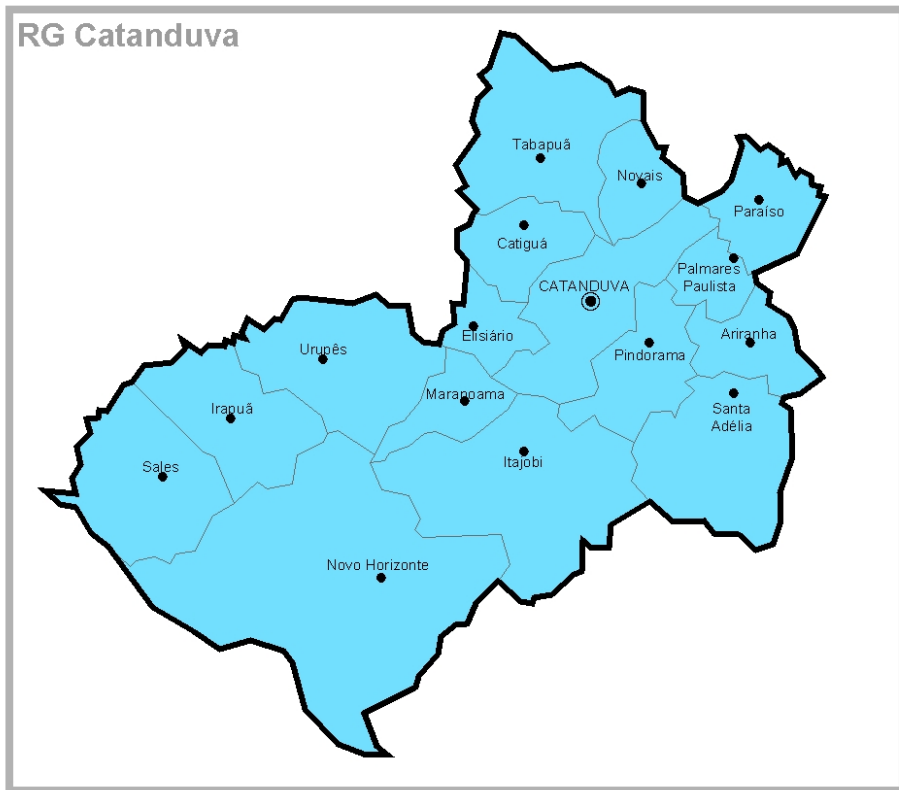 RG Catanduva
Tabapuã
Novais
Paraíso
Catiguá
Palmares
Paulista
CATANDUVA
Elisiário
Ariranha
Urupês
Pindorama
Marapoama
Irapuã
Santa
Adélia
Itajobi
Sales
Novo Horizonte